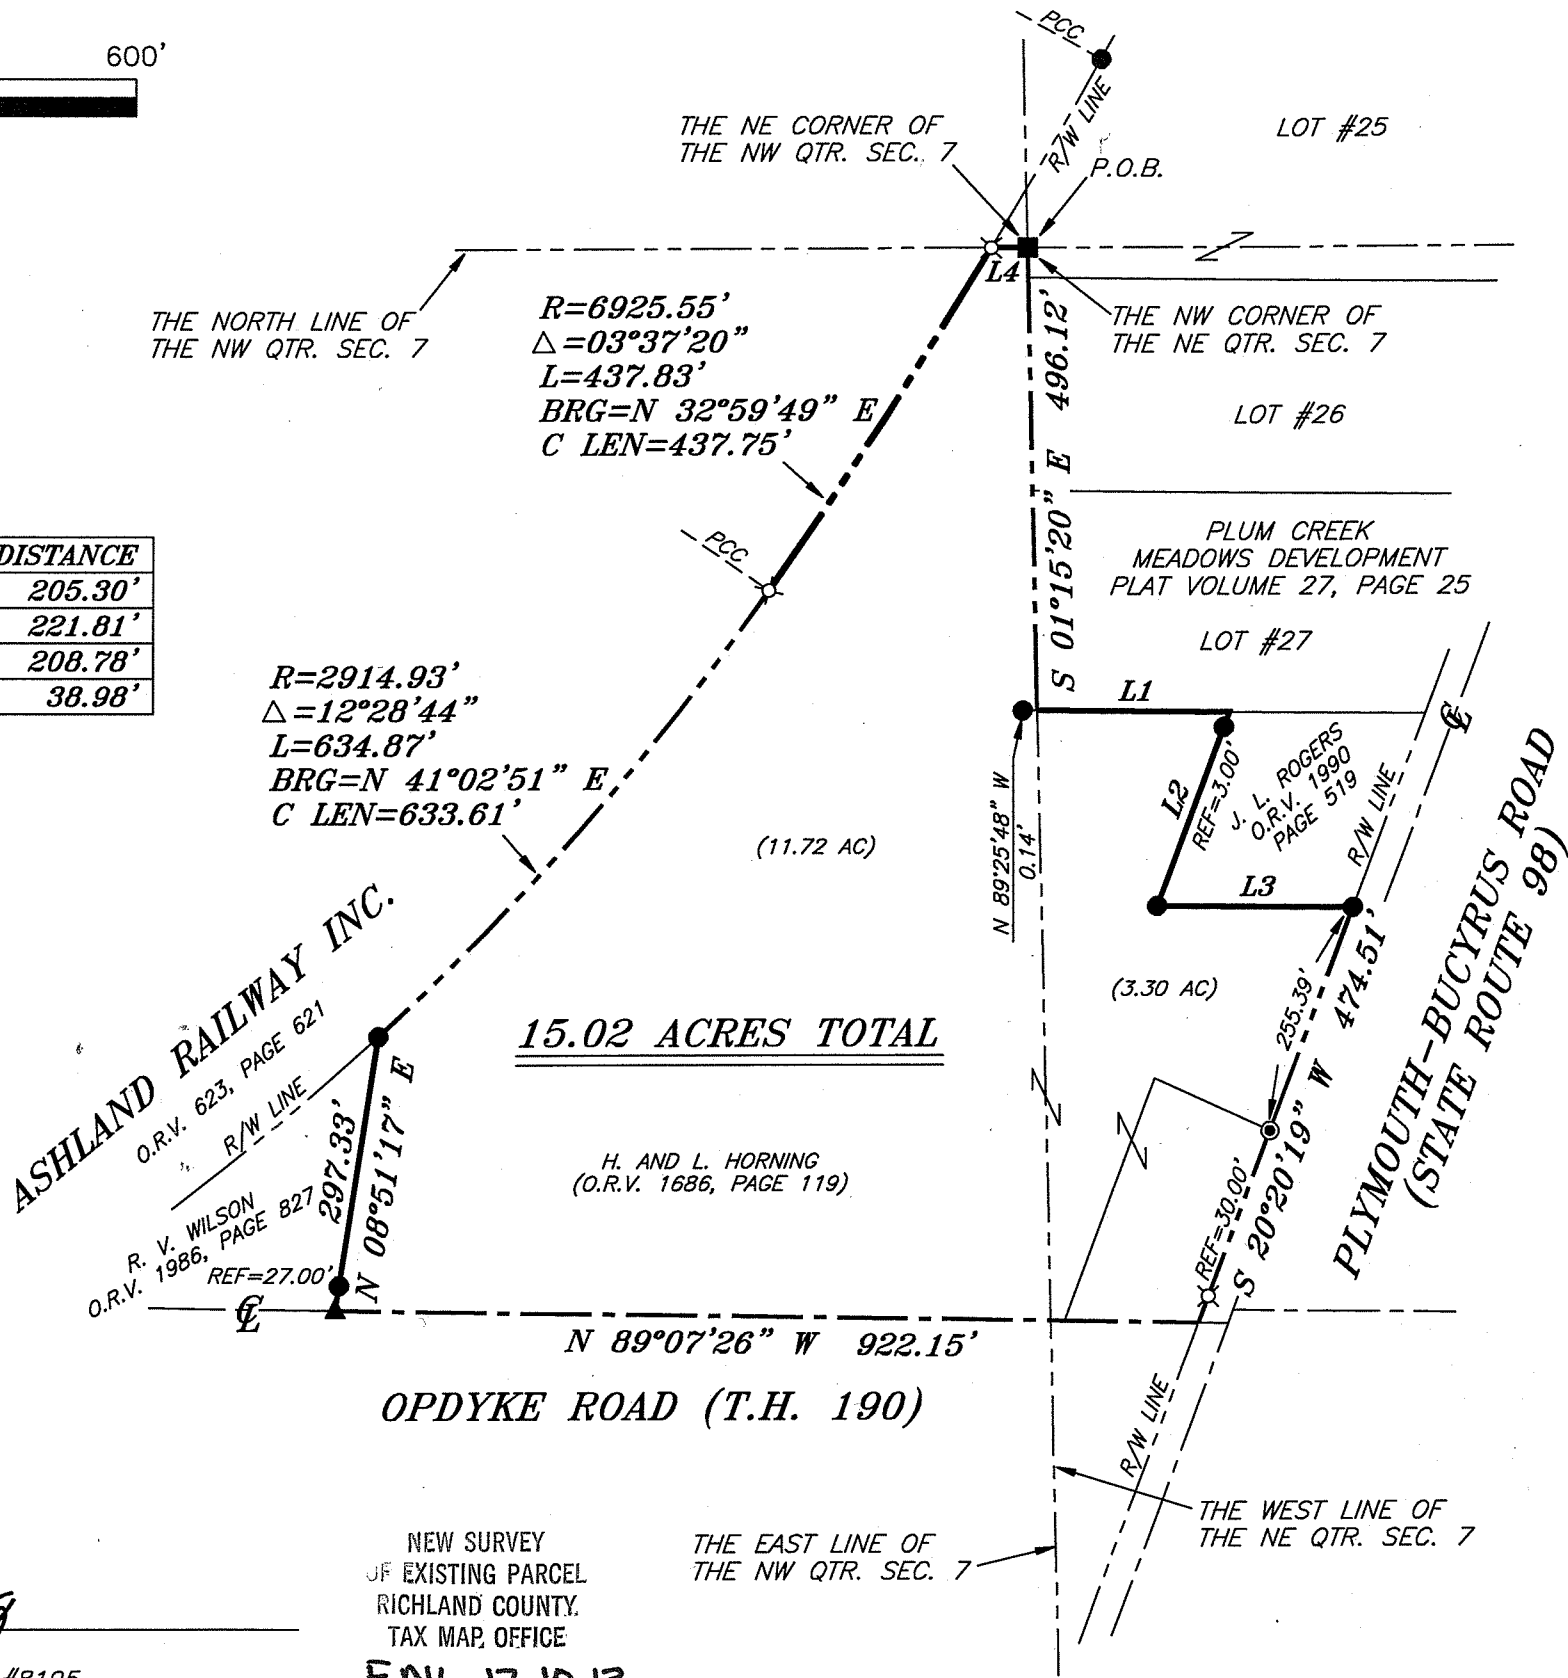 600'
PCC
R/W LINE
LOT #25
THE NE CORNER OF
THE NW QTR. SEC. 7
P.O.B.
L4
THE NORTH LINE OF
THE NW QTR. SEC. 7
R=6925.55'
△=03°37'20"
L=437.83'
BRG=N 32°59'49" E
C LEN=437.75'
THE NW CORNER OF
THE NE QTR. SEC. 7
S 01°15'20" E 496.12'
LOT #26
PCC
PLUM CREEK
MEADOWS DEVELOPMENT
PLAT VOLUME 27, PAGE 25
LOT #27
DISTANCE
205.30'
221.81'
208.78'
38.98'
R=2914.93'
△=12°28'44"
L=634.87'
BRG=N 41°02'51" E
C LEN=633.61'
L1
L2
REF=3.00'
J. L. ROGERS
O.R.V. 1990
PAGE 519
R/W LINE
℄
PLYMOUTH-BUCYRUS ROAD
(STATE ROUTE 98)
(11.72 AC)
N 89°25'48" W
0.14'
L3
(3.30 AC)
255.39'
S 20°20'19" W 474.51'
REF=30.00'
ASHLAND RAILWAY INC.
O.R.V. 623, PAGE 621
R/W LINE
15.02 ACRES TOTAL
297.33'
N 08°51'17" E
H. AND L. HORNING
(O.R.V. 1686, PAGE 119)
R. V. WILSON
O.R.V. 1986, PAGE 827
REF=27.00'
℄
N 89°07'26" W 922.15'
OPDYKE ROAD (T.H. 190)
R/W LINE
THE WEST LINE OF
THE NE QTR. SEC. 7
THE EAST LINE OF
THE NW QTR. SEC. 7
NEW SURVEY
OF EXISTING PARCEL
RICHLAND COUNTY
TAX MAP OFFICE
#8195